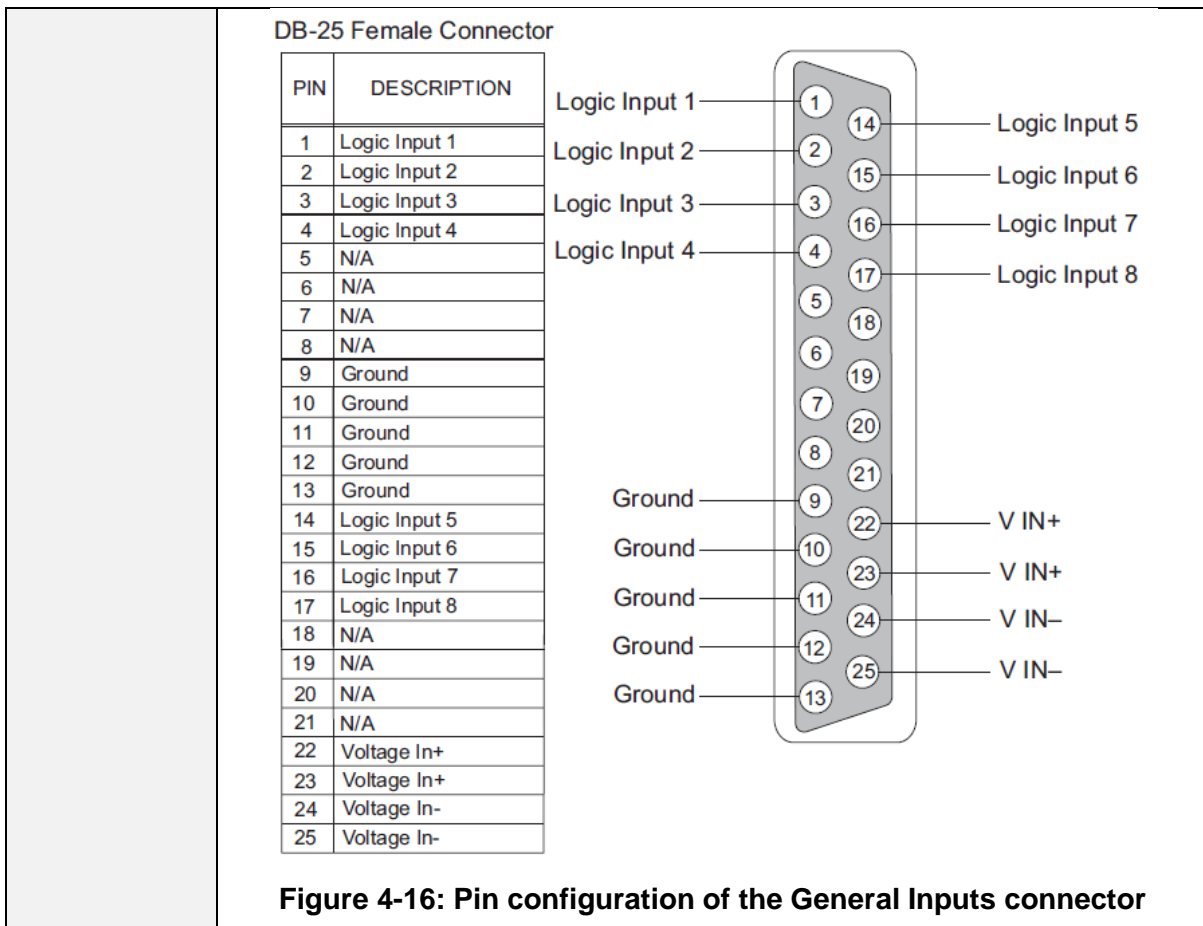 DB-25 Female Connector
PIN DESCRIPTION
1 Logic Input 1
2 Logic Input 2
3 Logic Input 3
4 Logic Input 4
5 N/A
6 N/A
7 N/A
8 N/A
9 Ground
10 Ground
11 Ground
12 Ground
13 Ground
14 Logic Input 5
15 Logic Input 6
16 Logic Input 7
17 Logic Input 8
18 N/A
19 N/A
20 N/A
21 N/A
22 Voltage In+
23 Voltage In+
24 Voltage In-
25 Voltage In-
Logic Input 1 1
14 Logic Input 5
Logic Input 2 2
15 Logic Input 6
Logic Input 3 3
16 Logic Input 7
Logic Input 4 4
17 Logic Input 8
5
18
6
19
7
20
8
21
Ground 9
22 V IN+
Ground 10
23 V IN+
Ground 11
24 V IN–
Ground 12
25 V IN–
Ground 13
Figure 4-16: Pin configuration of the General Inputs connector